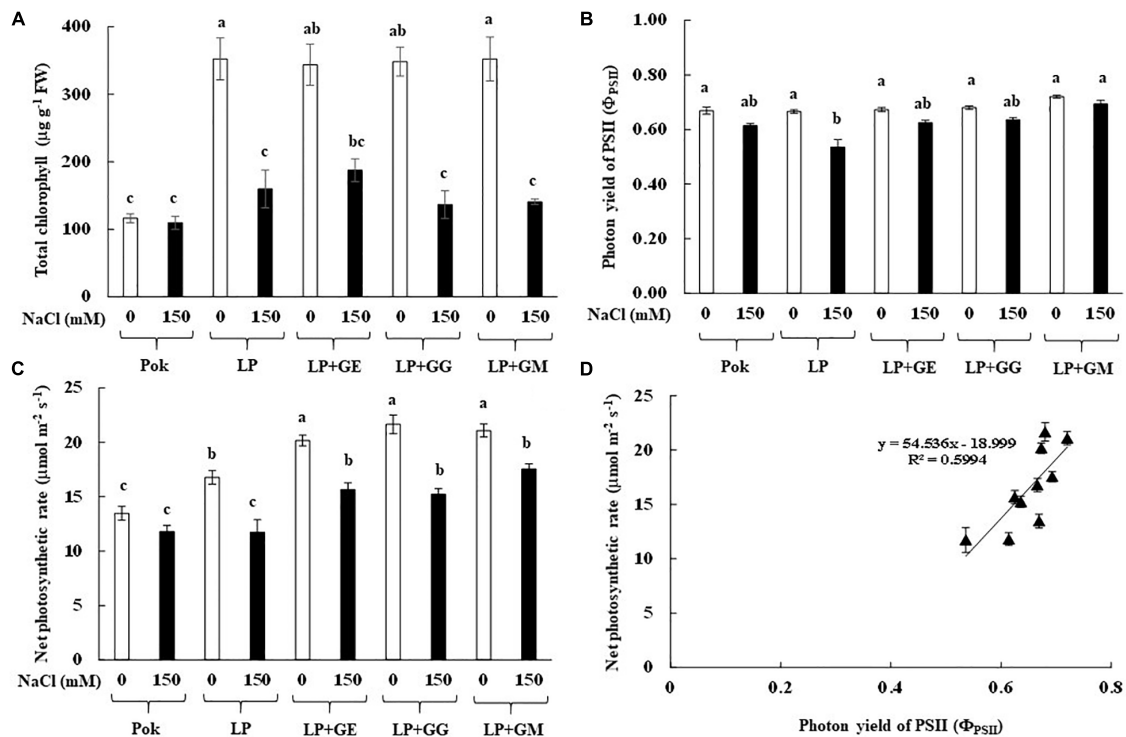 A
Total chlorophyll (µg g-1 FW)
400
300
200
100
0
a
ab
ab
a
c
c
c
bc
c
c
NaCl (mM)
0 150 0 150 0 150 0 150 0 150
Pok LP LP+GE LP+GG LP+GM
B
Photon yield of PSII (ΦPSII)
1.00
0.80
0.60
0.40
0.20
0.00
a ab a b a ab a ab a a
NaCl (mM)
0 150 0 150 0 150 0 150 0 150
Pok LP LP+GE LP+GG LP+GM
C
Net photosynthetic rate (µmol m-2 s-1)
25
20
15
10
5
0
c c b c a b a b a b
NaCl (mM)
0 150 0 150 0 150 0 150 0 150
Pok LP LP+GE LP+GG LP+GM
D
Net photosynthetic rate (µmol m-2 s-1)
25
20
15
10
5
0
y = 54.536x - 18.999
R² = 0.5994
0 0.2 0.4 0.6 0.8
Photon yield of PSII (ΦPSII)